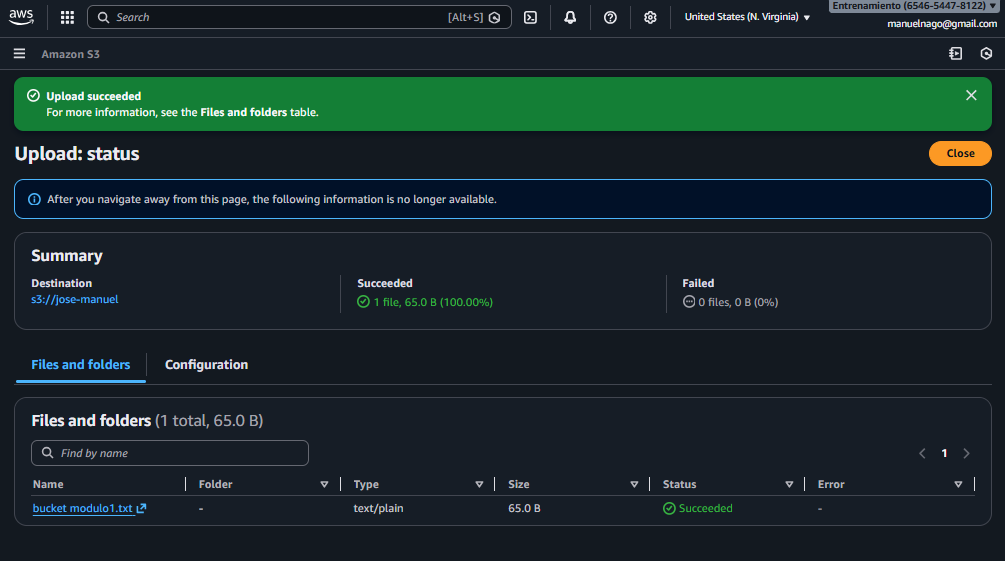 aws
Search [Alt+S]
United States (N. Virginia)
Entrenamiento (6546-5447-8122)
manuelnago@gmail.com
Amazon S3
Upload succeeded
For more information, see the Files and folders table.
Upload: status
Close
After you navigate away from this page, the following information is no longer available.
Summary
Destination
s3://jose-manuel
Succeeded
1 file, 65.0 B (100.00%)
Failed
0 files, 0 B (0%)
Files and folders Configuration
Files and folders (1 total, 65.0 B)
Find by name
1
Name Folder Type Size Status Error
bucket modulo1.txt - text/plain 65.0 B Succeeded -